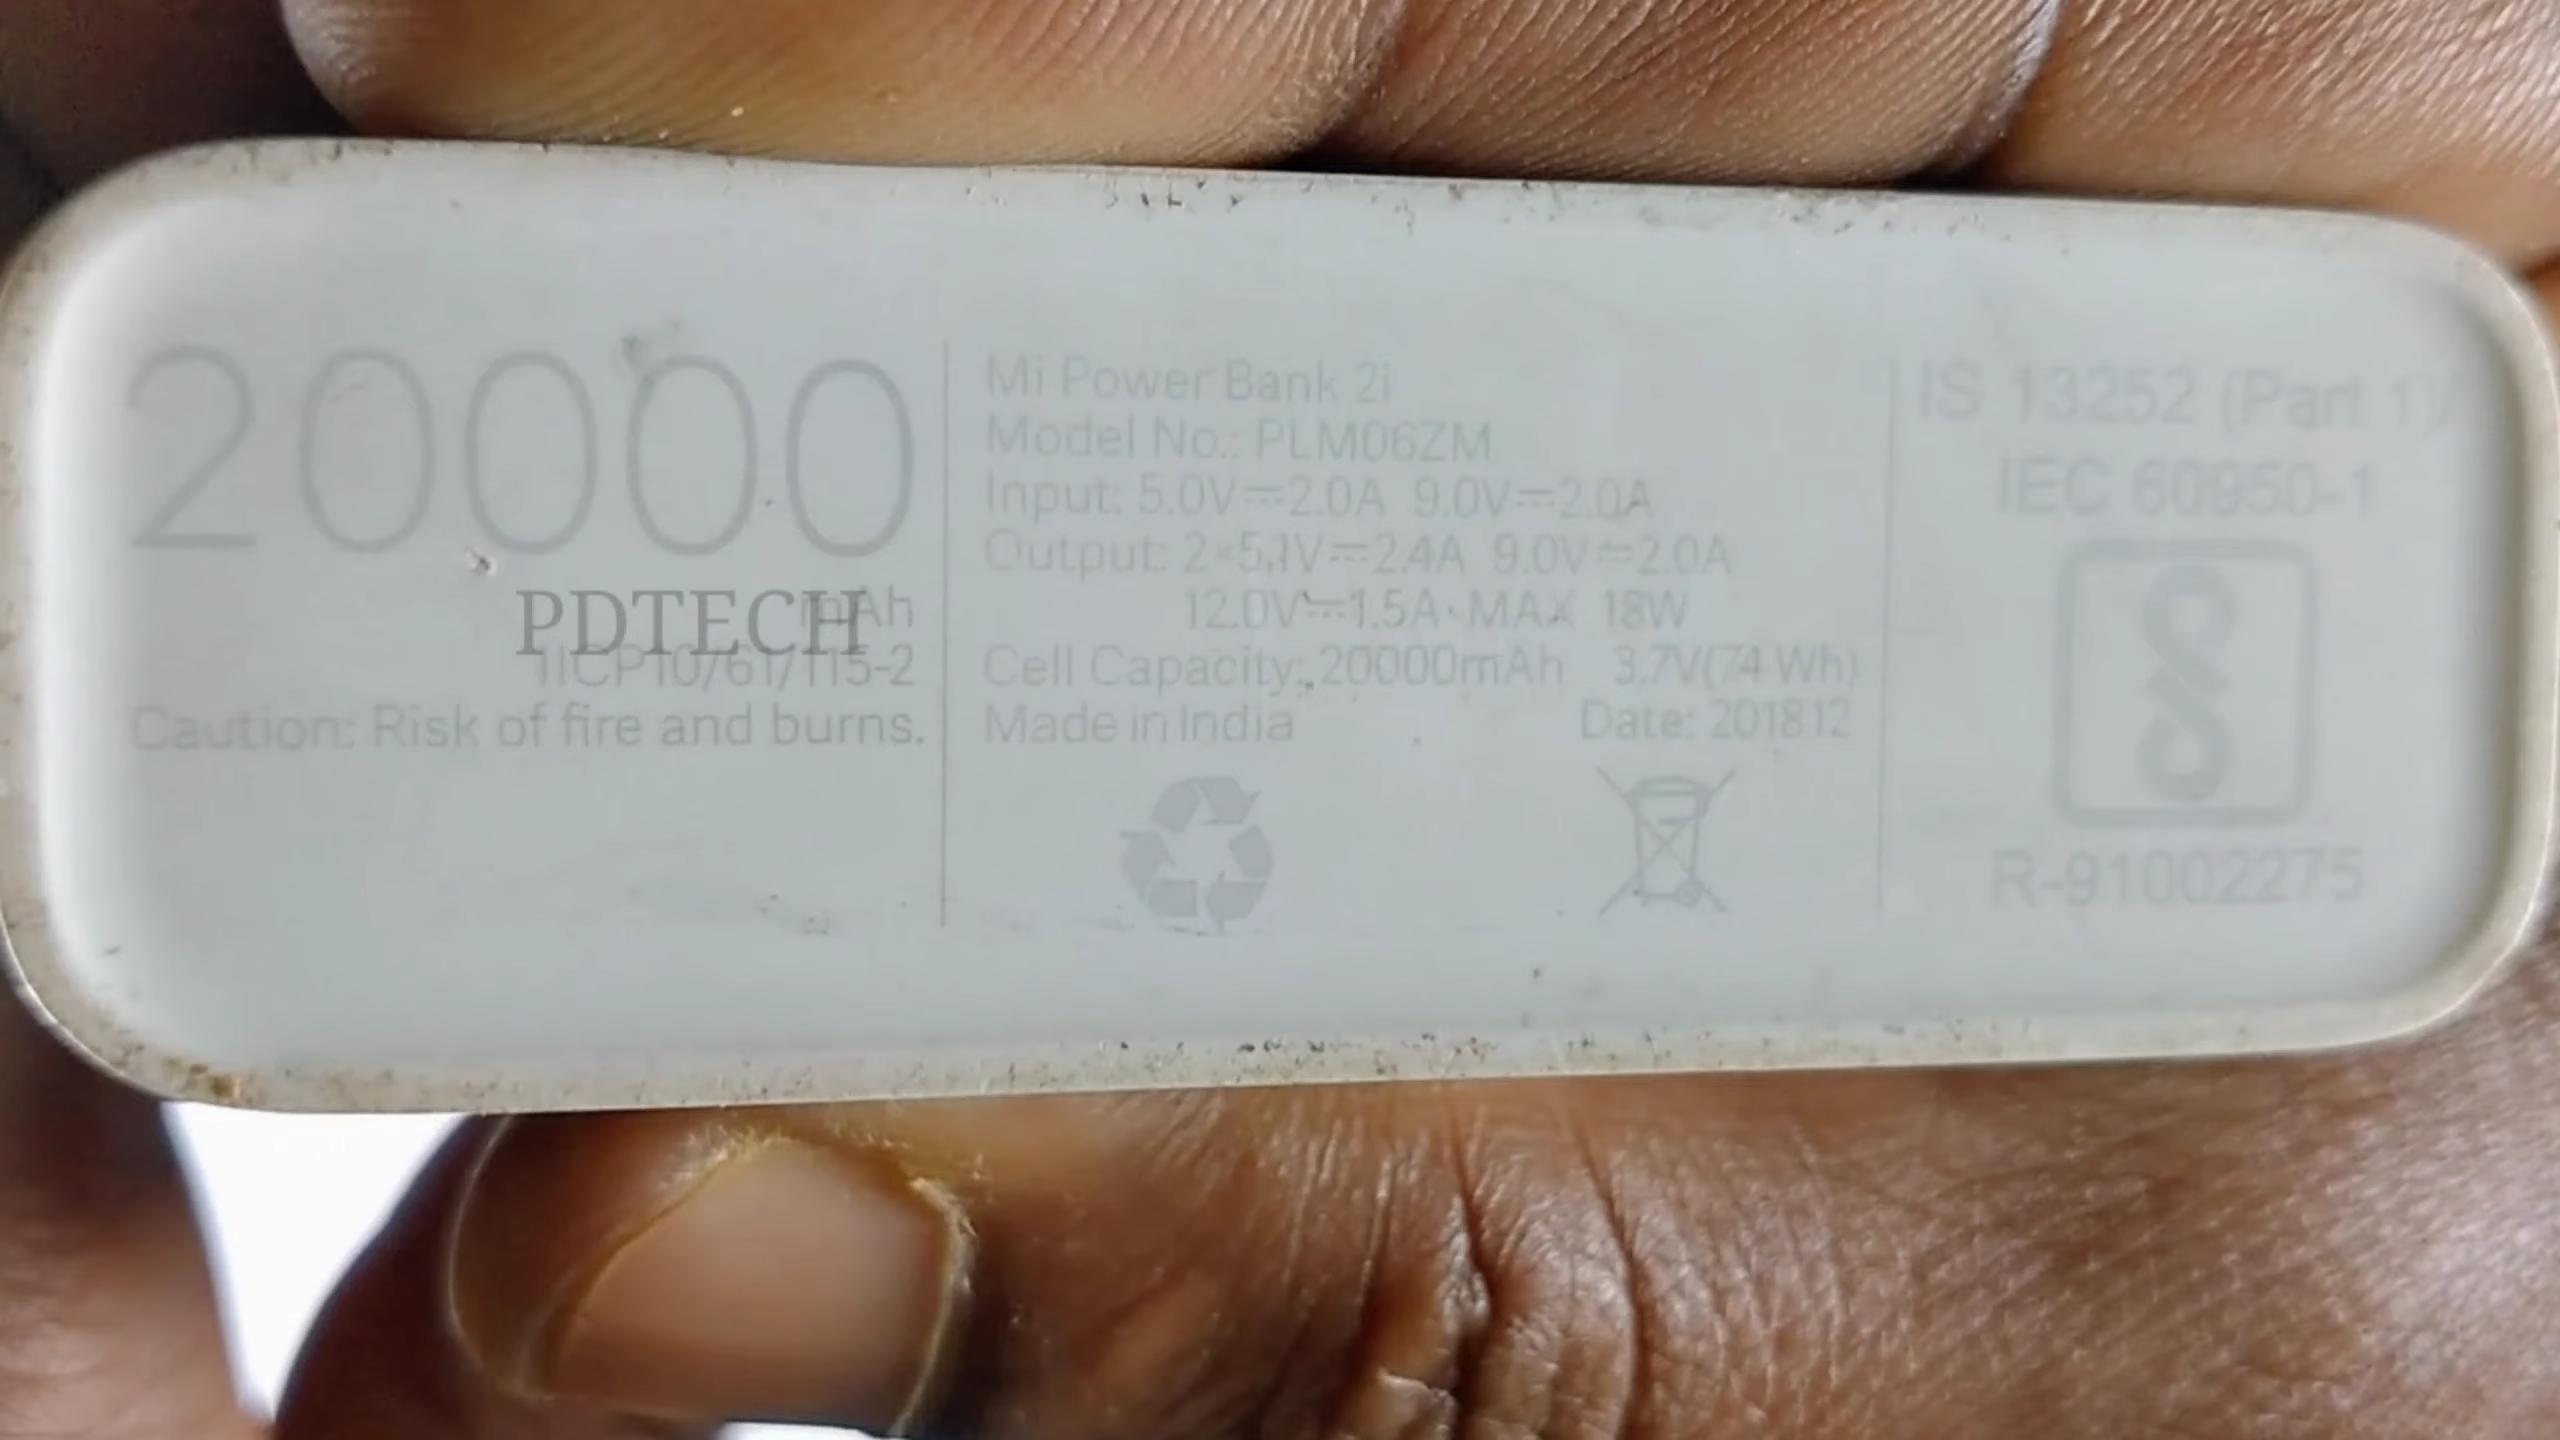 20000
mAh
PDTECH
1ICP10/61/115-2
Caution: Risk of fire and burns.
Mi Power Bank 2i
Model No.: PLM06ZM
Input: 5.0V⎓2.0A 9.0V⎓2.0A
Output: 2×5.1V⎓2.4A 9.0V⎓2.0A
12.0V⎓1.5A MAX 18W
Cell Capacity: 20000mAh 3.7V(74 Wh)
Made in India Date: 201812
IS 13252 (Part 1)/
IEC 60950-1
R-91002275